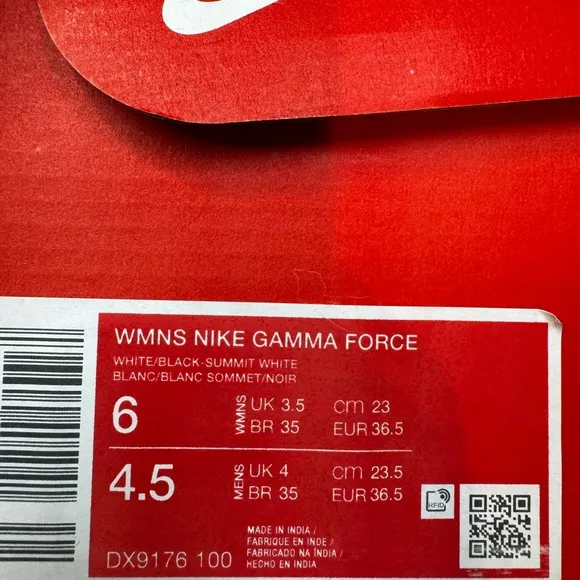 WMNS NIKE GAMMA FORCE
WHITE/BLACK-SUMMIT WHITE
BLANC/BLANC SOMMET/NOIR
6 WMNS UK 3.5 cm 23
BR 35 EUR 36.5
4.5 MENS UK 4 cm 23.5
BR 35 EUR 36.5
MADE IN INDIA /
FABRIQUE EN INDE /
FABRICADO NA ÍNDIA /
HECHO EN INDIA
DX9176 100
RFID